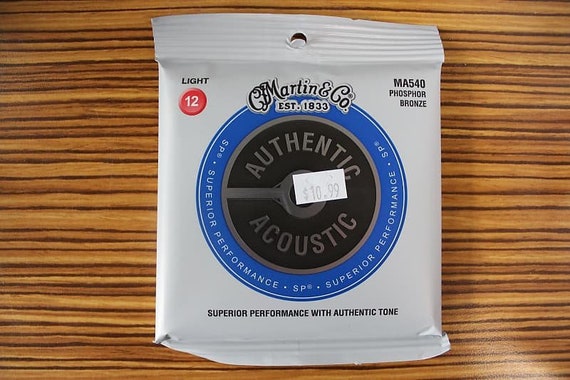 LIGHT
12
C.F. Martin & Co.
EST. 1833
MA540
PHOSPHOR
BRONZE
AUTHENTIC
ACOUSTIC
$10.99
SP® • SUPERIOR PERFORMANCE • SP® • SUPERIOR PERFORMANCE • SP®
SUPERIOR PERFORMANCE WITH AUTHENTIC TONE